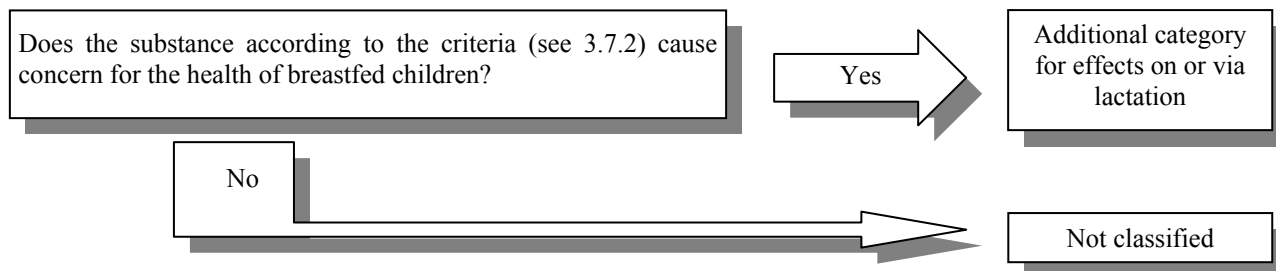 Does the substance according to the criteria (see 3.7.2) cause
concern for the health of breastfed children?
Yes
Additional category
for effects on or via
lactation
No
Not classified